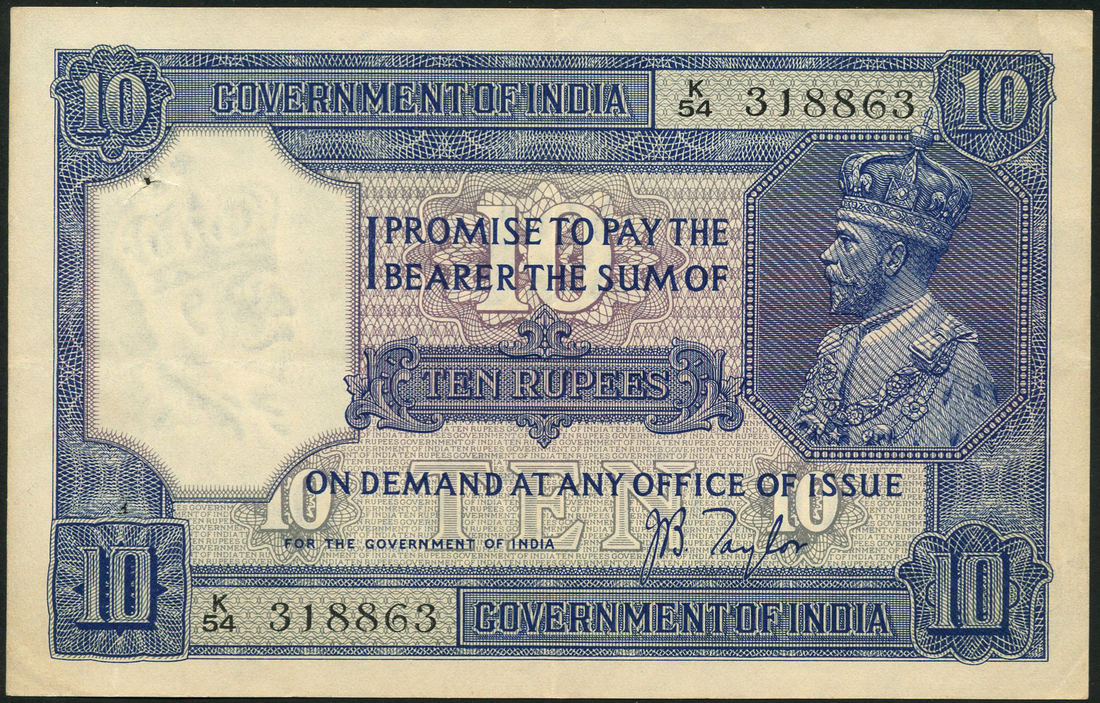 10 GOVERNMENT OF INDIA K/54 318863 10
10
I PROMISE TO PAY THE
BEARER THE SUM OF
TEN RUPEES
TEN
ON DEMAND AT ANY OFFICE OF ISSUE
10 10
FOR THE GOVERNMENT OF INDIA J.B. Taylor
10 K/54 318863 GOVERNMENT OF INDIA 10